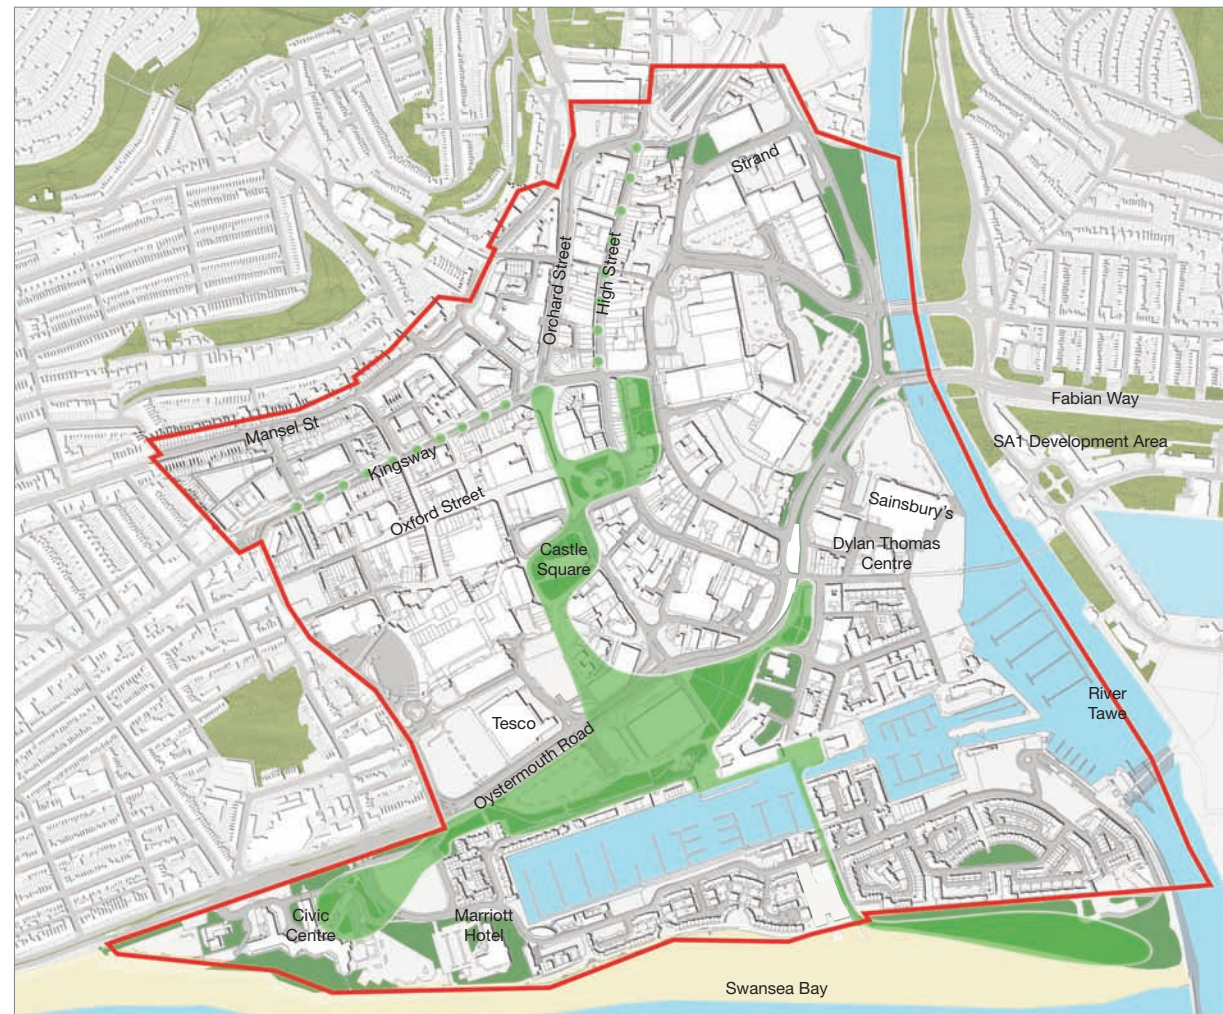 Strand
Orchard Street
High Street
Fabian Way
Mansel St
SA1 Development Area
Kingsway
Oxford Street
Sainsbury's
Castle
Square
Dylan Thomas
Centre
River
Tawe
Tesco
Oystermouth Road
Civic
Centre
Marriott
Hotel
Swansea Bay